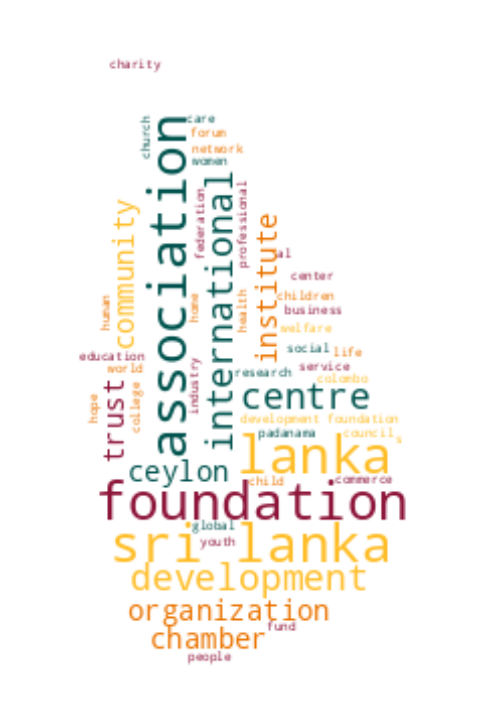 charity
church
care
forum
network
women
association
international
federation
professional
community
institute
al
center
human
home
health
children
business
welfare
social
life
education
world
industry
research
service
colombo
trust
college
hope
centre
development foundation
padanama
council
s
lanka
ceylon
child
commerce
foundation
global
sri lanka
youth
development
organization
fund
chamber
people